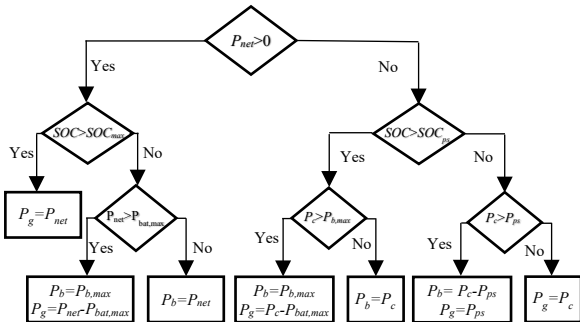 P_net>0
Yes
No
SOC>SOC_max
SOC>SOC_ps
Yes
No
Yes
No
P_g=P_net
P_net>P_bat,max
P_c>P_b,max
P_c>P_ps
Yes
No
Yes
No
Yes
No
P_b=P_b,max
P_g=P_net-P_bat,max
P_b=P_net
P_b=P_b,max
P_g=P_c-P_bat,max
P_b=P_c
P_b= P_c-P_ps
P_g=P_ps
P_g=P_c